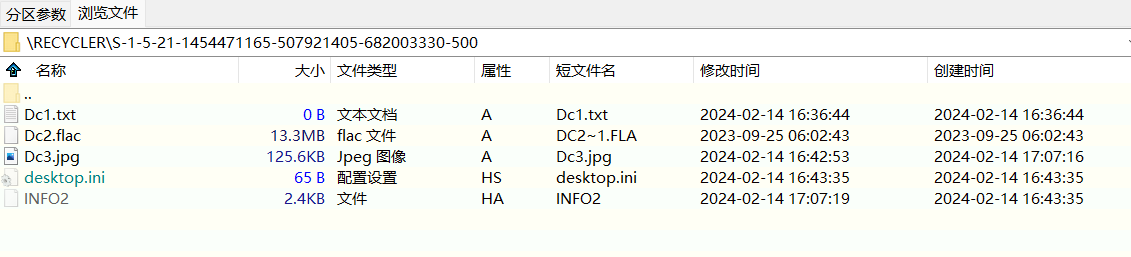 分区参数 浏览文件
\RECYCLER\S-1-5-21-1454471165-507921405-682003330-500
名称 大小 文件类型 属性 短文件名 修改时间 创建时间
..
Dc1.txt 0 B 文本文档 A Dc1.txt 2024-02-14 16:36:44 2024-02-14 16:36:44
Dc2.flac 13.3MB flac 文件 A DC2~1.FLA 2023-09-25 06:02:43 2023-09-25 06:02:43
Dc3.jpg 125.6KB Jpeg 图像 A Dc3.jpg 2024-02-14 16:42:53 2024-02-14 17:07:16
desktop.ini 65 B 配置设置 HS desktop.ini 2024-02-14 16:43:35 2024-02-14 16:43:35
INFO2 2.4KB 文件 HA INFO2 2024-02-14 17:07:19 2024-02-14 16:43:35